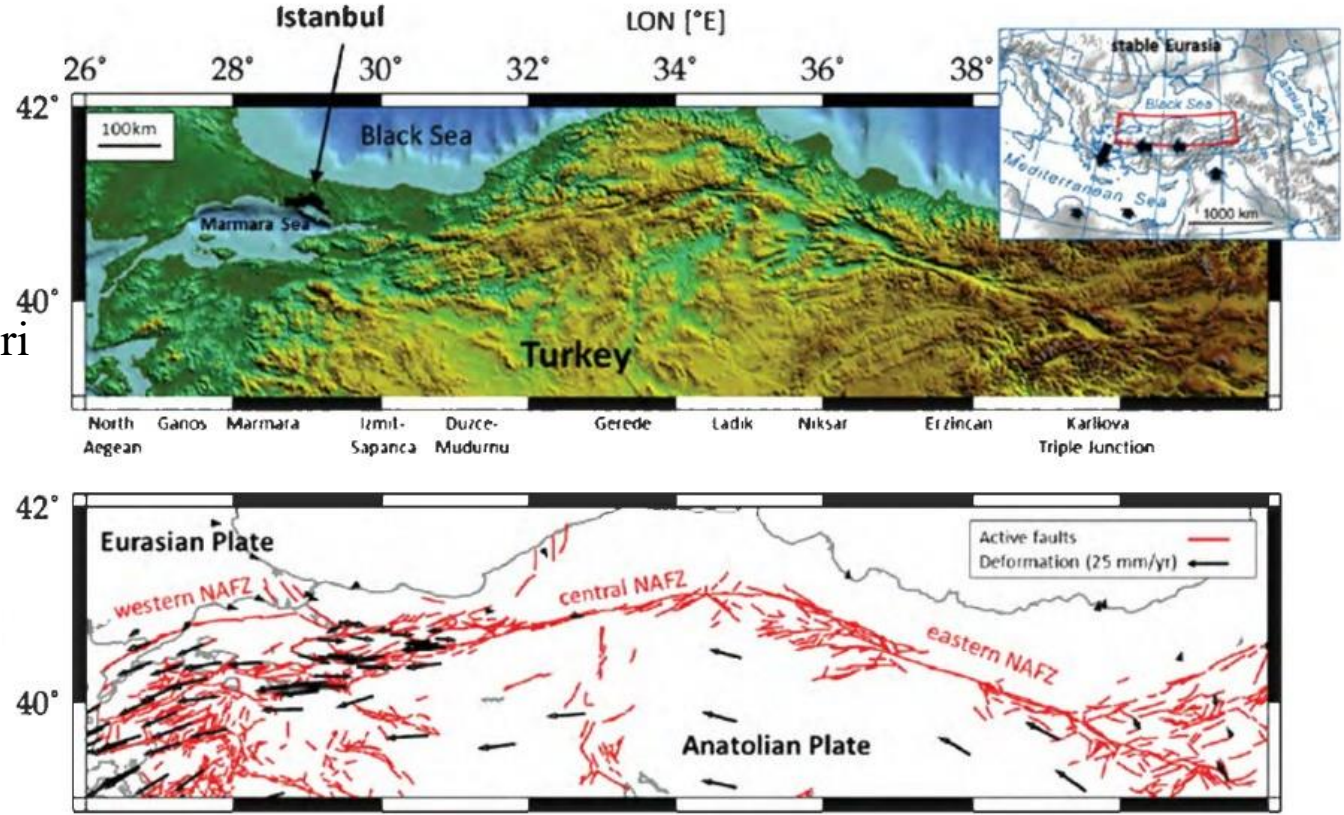 Istanbul
LON [°E]
26° 28° 30° 32° 34° 36° 38°
stable Eurasia
Black Sea
Caspian Sea
Mediterranean Sea
1000 km
42°
100km
Black Sea
Marmara Sea
40°
ri
Turkey
North Aegean
Ganos
Marmara
Izmit-Sapanca
Duzce-Mudurnu
Gerede
Ladik
Niksar
Erzincan
Karliova Triple Junction
42°
Eurasian Plate
Active faults
Deformation (25 mm/yr)
western NAFZ
central NAFZ
eastern NAFZ
40°
Anatolian Plate